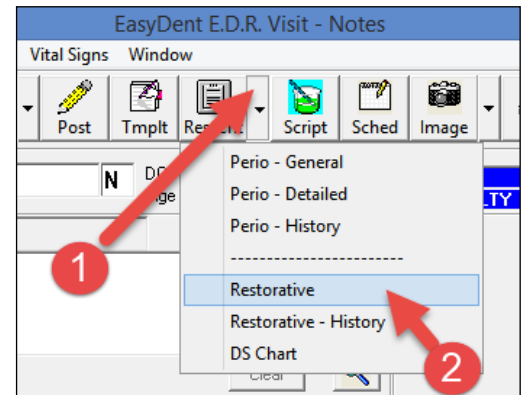 EasyDent E.D.R. Visit - Notes
Vital Signs Window
Post Tmplt Script Sched Image
N
Perio - General
Perio - Detailed
Perio - History
------------------------
Restorative
Restorative - History
DS Chart
Clear
1
2